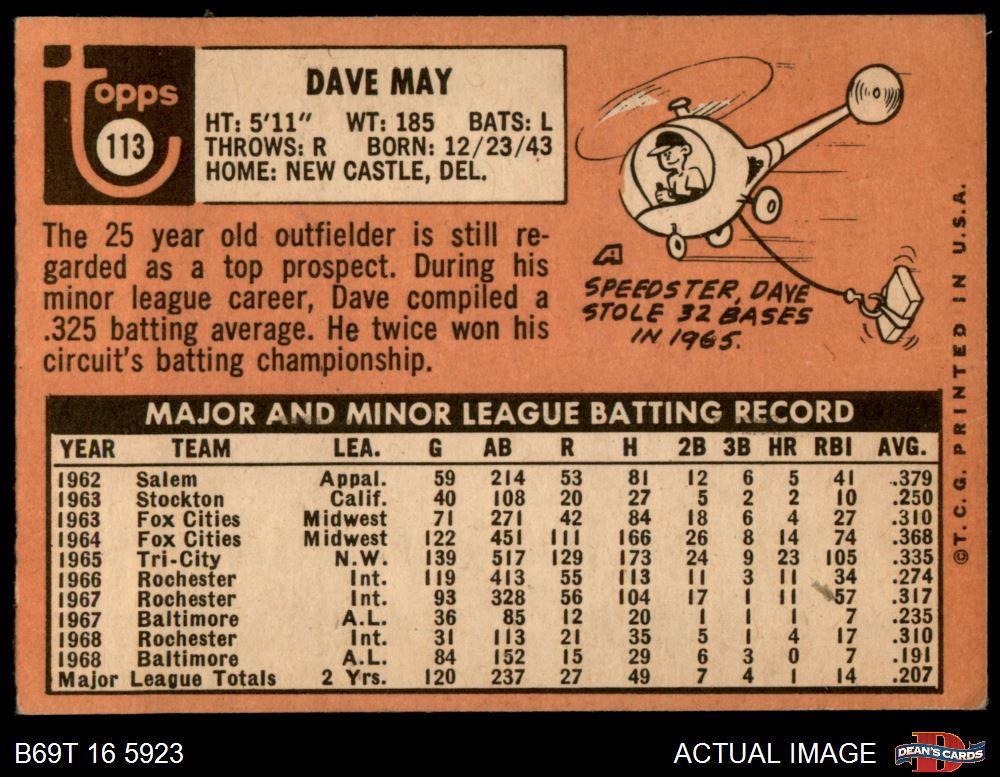 topps
113
DAVE MAY
HT: 5'11" WT: 185 BATS: L
THROWS: R BORN: 12/23/43
HOME: NEW CASTLE, DEL.
The 25 year old outfielder is still re-
garded as a top prospect. During his
minor league career, Dave compiled a
.325 batting average. He twice won his
circuit's batting championship.
A
SPEEDSTER, DAVE
STOLE 32 BASES
IN 1965.
MAJOR AND MINOR LEAGUE BATTING RECORD
YEAR TEAM LEA. G AB R H 2B 3B HR RBI AVG.
1962 Salem Appal. 59 214 53 81 12 6 5 41 .379
1963 Stockton Calif. 40 108 20 27 5 2 2 10 .250
1963 Fox Cities Midwest 71 271 42 84 18 6 4 27 .310
1964 Fox Cities Midwest 122 451 111 166 26 8 14 74 .368
1965 Tri-City N.W. 139 517 129 173 24 9 23 105 .335
1966 Rochester Int. 119 413 55 113 11 3 11 34 .274
1967 Rochester Int. 93 328 56 104 17 1 11 57 .317
1967 Baltimore A.L. 36 85 12 20 1 1 1 7 .235
1968 Rochester Int. 31 113 21 35 5 1 4 17 .310
1968 Baltimore A.L. 84 152 15 29 6 3 0 7 .191
Major League Totals 2 Yrs. 120 237 27 49 7 4 1 14 .207
©T. C. G. PRINTED IN U.S.A.
B69T 16 5923
ACTUAL IMAGE
DEAN'S CARDS